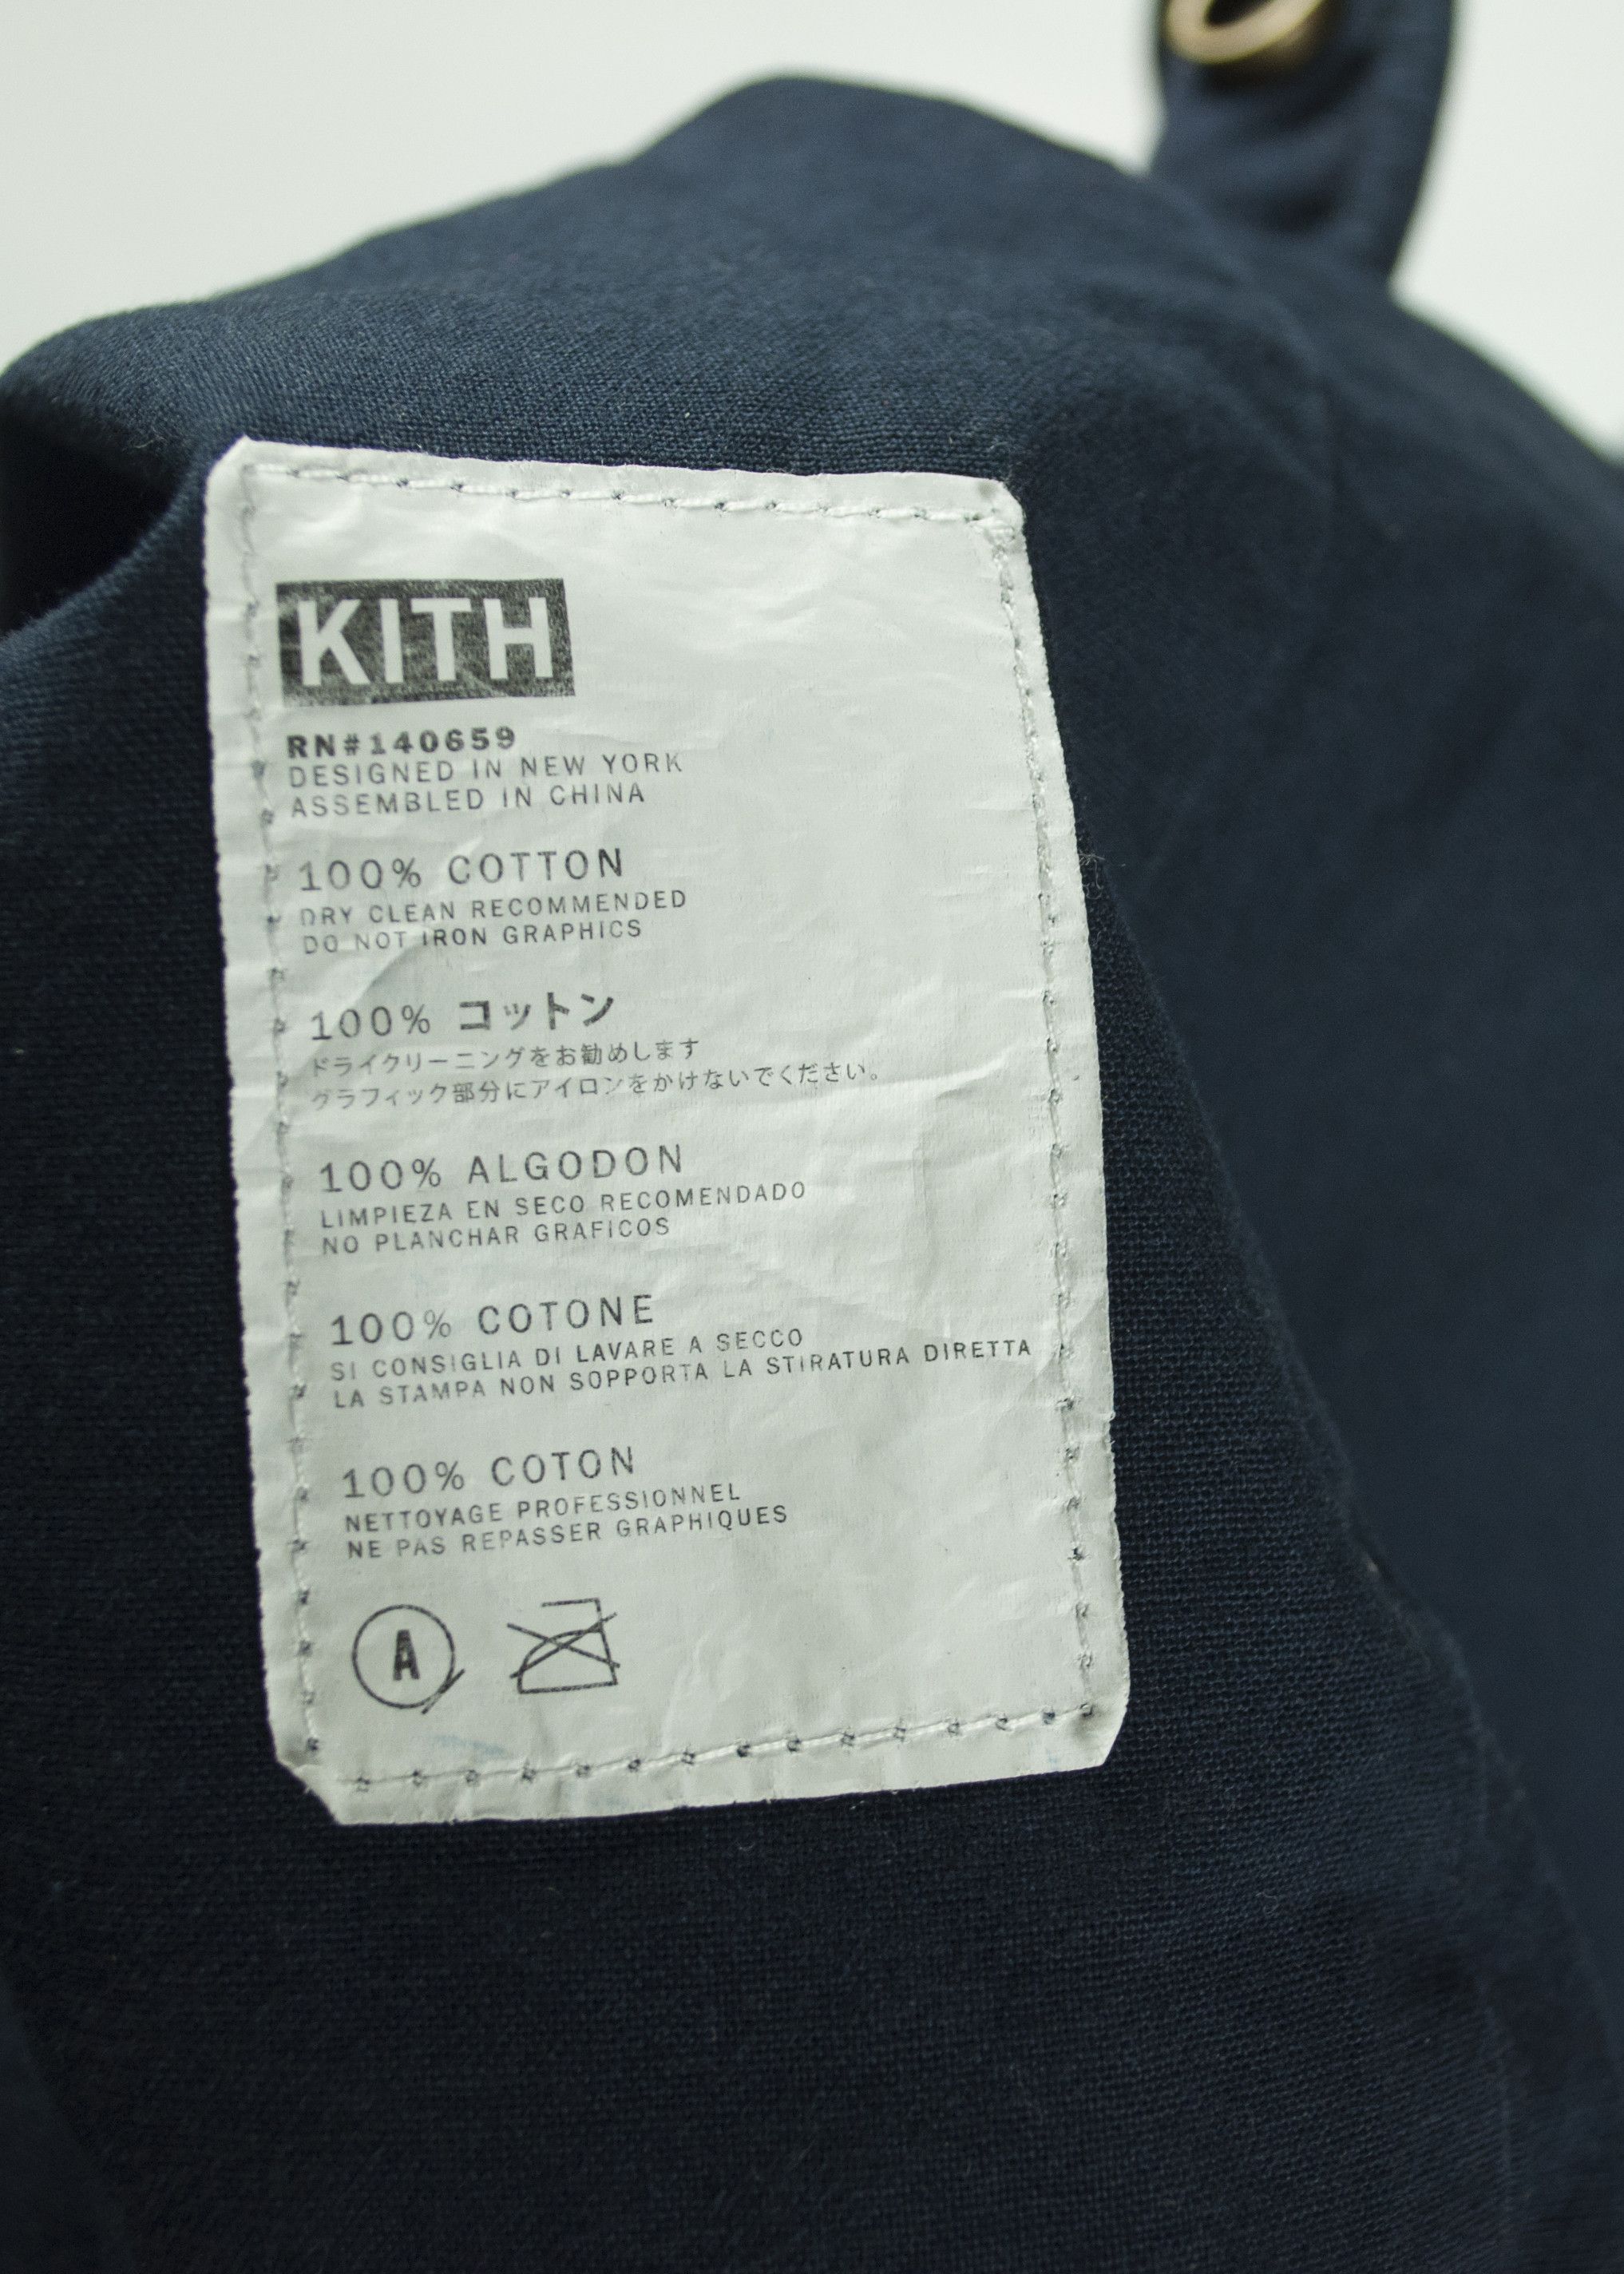 KITH
RN#140659
DESIGNED IN NEW YORK
ASSEMBLED IN CHINA
100% COTTON
DRY CLEAN RECOMMENDED
DO NOT IRON GRAPHICS
100% コットン
ドライクリーニングをお勧めします
グラフィック部分にアイロンをかけないでください。
100% ALGODON
LIMPIEZA EN SECO RECOMENDADO
NO PLANCHAR GRAFICOS
100% COTONE
SI CONSIGLIA DI LAVARE A SECCO
LA STAMPA NON SOPPORTA LA STIRATURA DIRETTA
100% COTON
NETTOYAGE PROFESSIONNEL
NE PAS REPASSER GRAPHIQUES
A